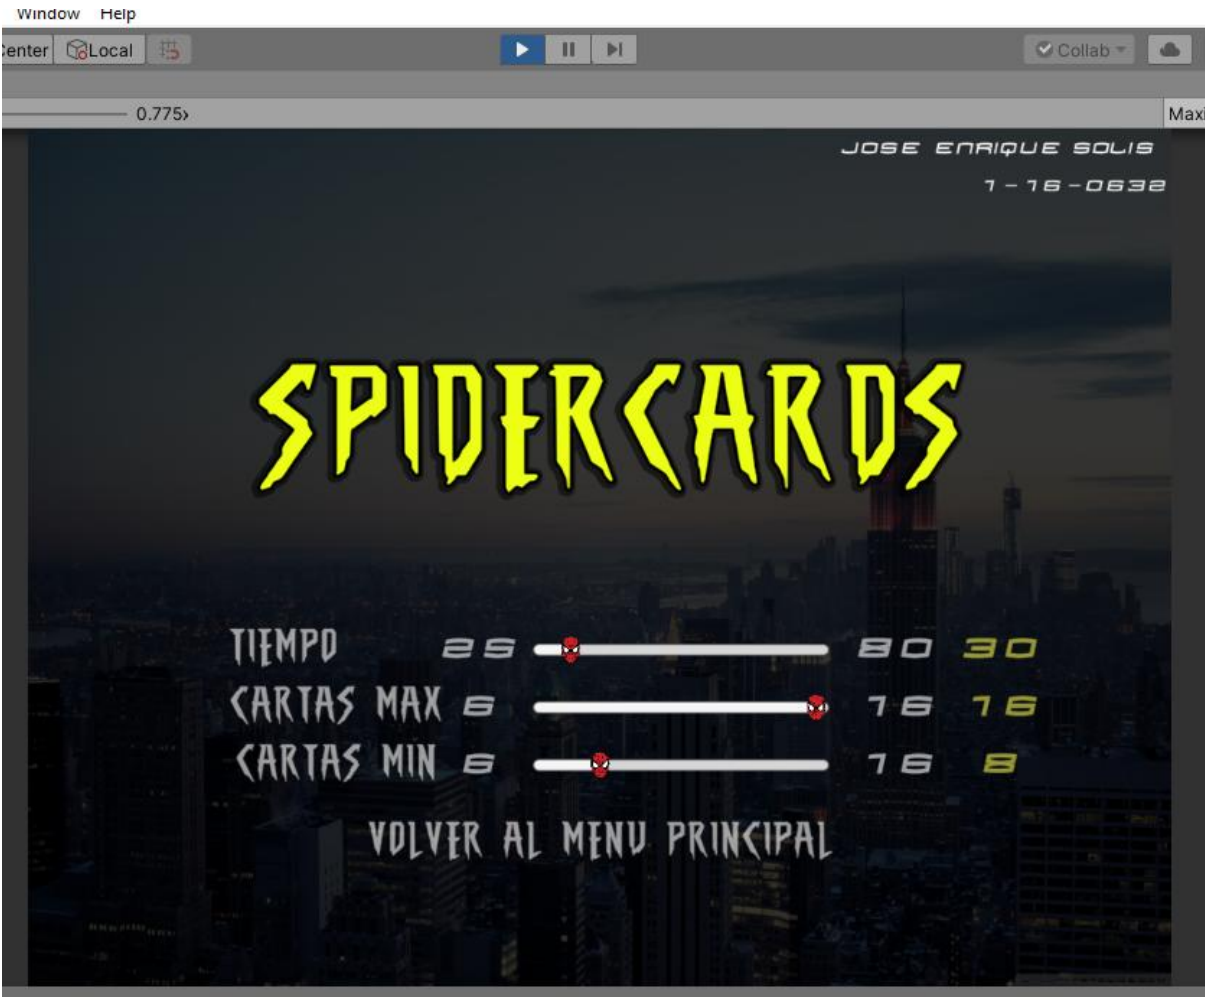 Window Help
Center Local Collab
0.775x Maxi
JOSE ENRIQUE SOLIS
1-16-0632
SPIDERCARDS
TIEMPO 25 80 30
CARTAS MAX 6 16 16
CARTAS MIN 6 16 8
VOLVER AL MENU PRINCIPAL